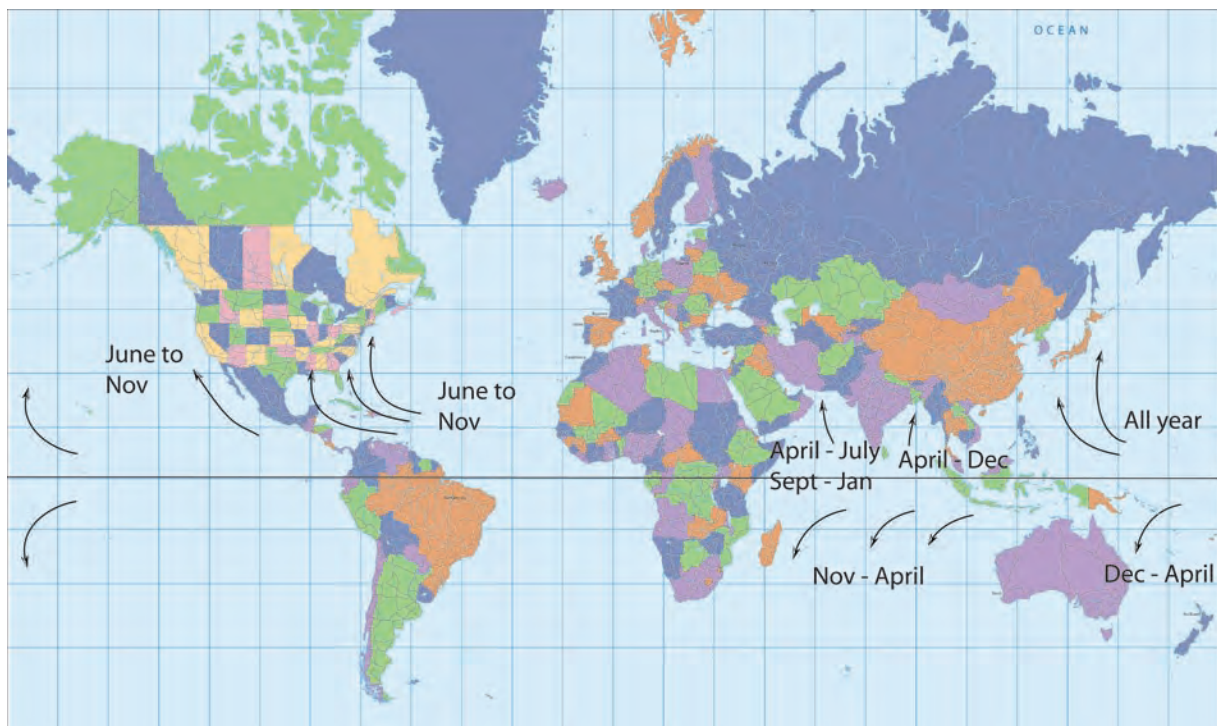 OCEAN
June to
Nov
June to
Nov
All year
April - July
Sept - Jan
April - Dec
Nov - April
Dec - April